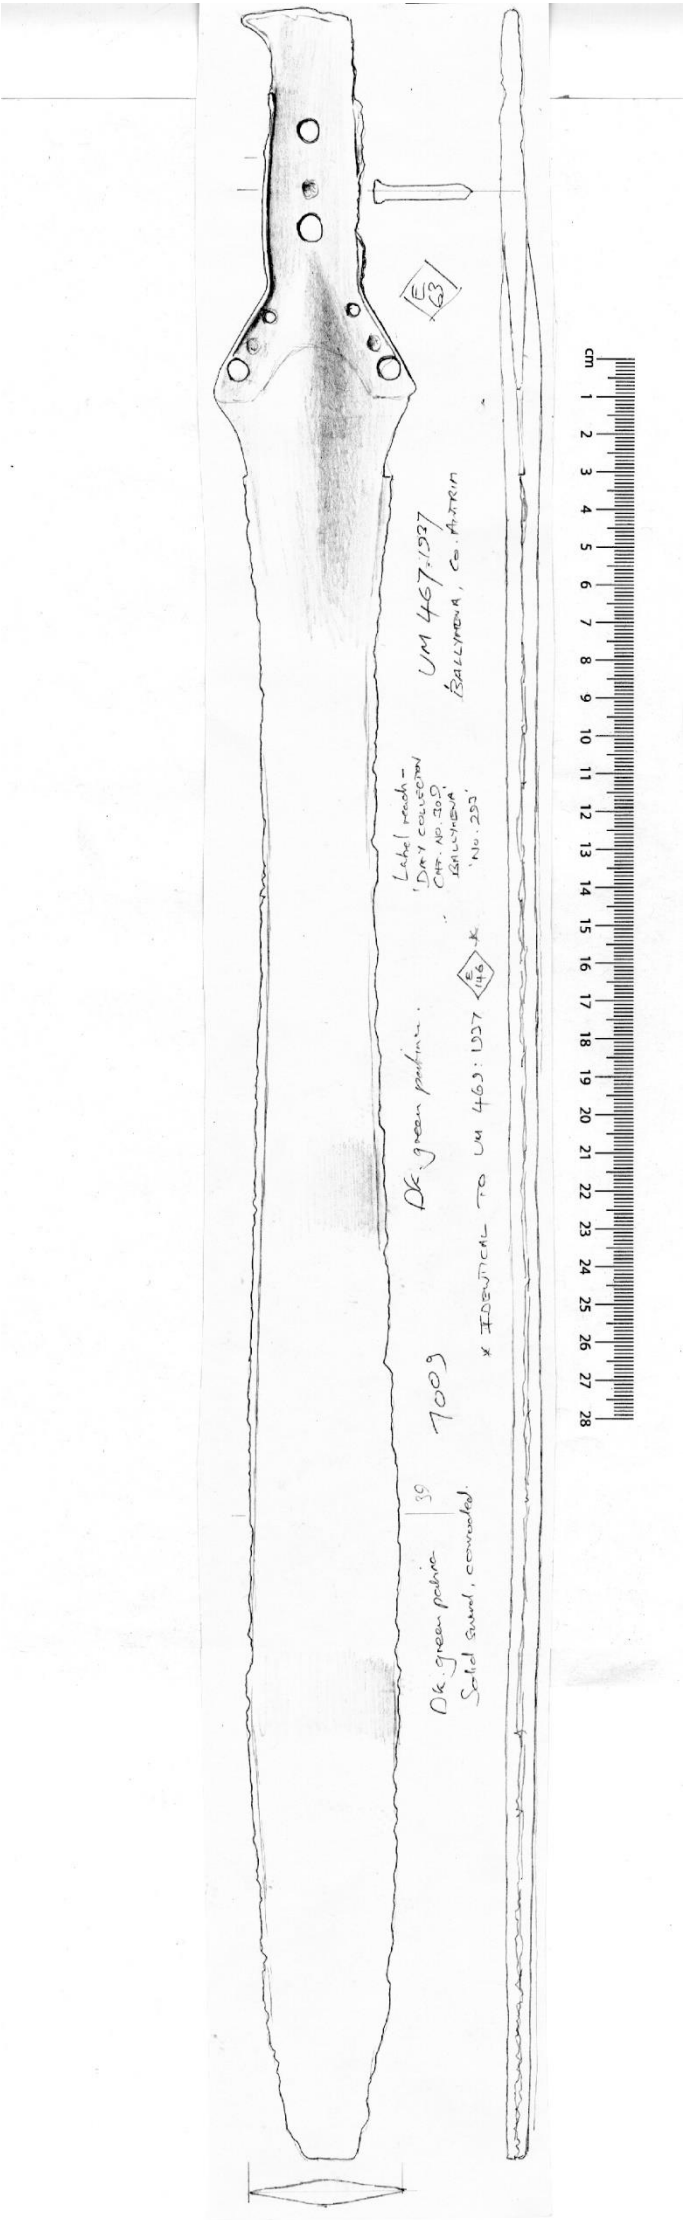 E
63
UM 467:1937
BALLYMENA, Co. ANTRIM
Label reads -
'DAY COLLECTION
CAT. NO. 309,
BALLYMENA'
'No. 293'
Dk. green patina.
* IDENTICAL TO UM 469:1937
E
146
*
700g
39
Dk. green patina
Solid sword, corroded.
cm
1
2
3
4
5
6
7
8
9
10
11
12
13
14
15
16
17
18
19
20
21
22
23
24
25
26
27
28